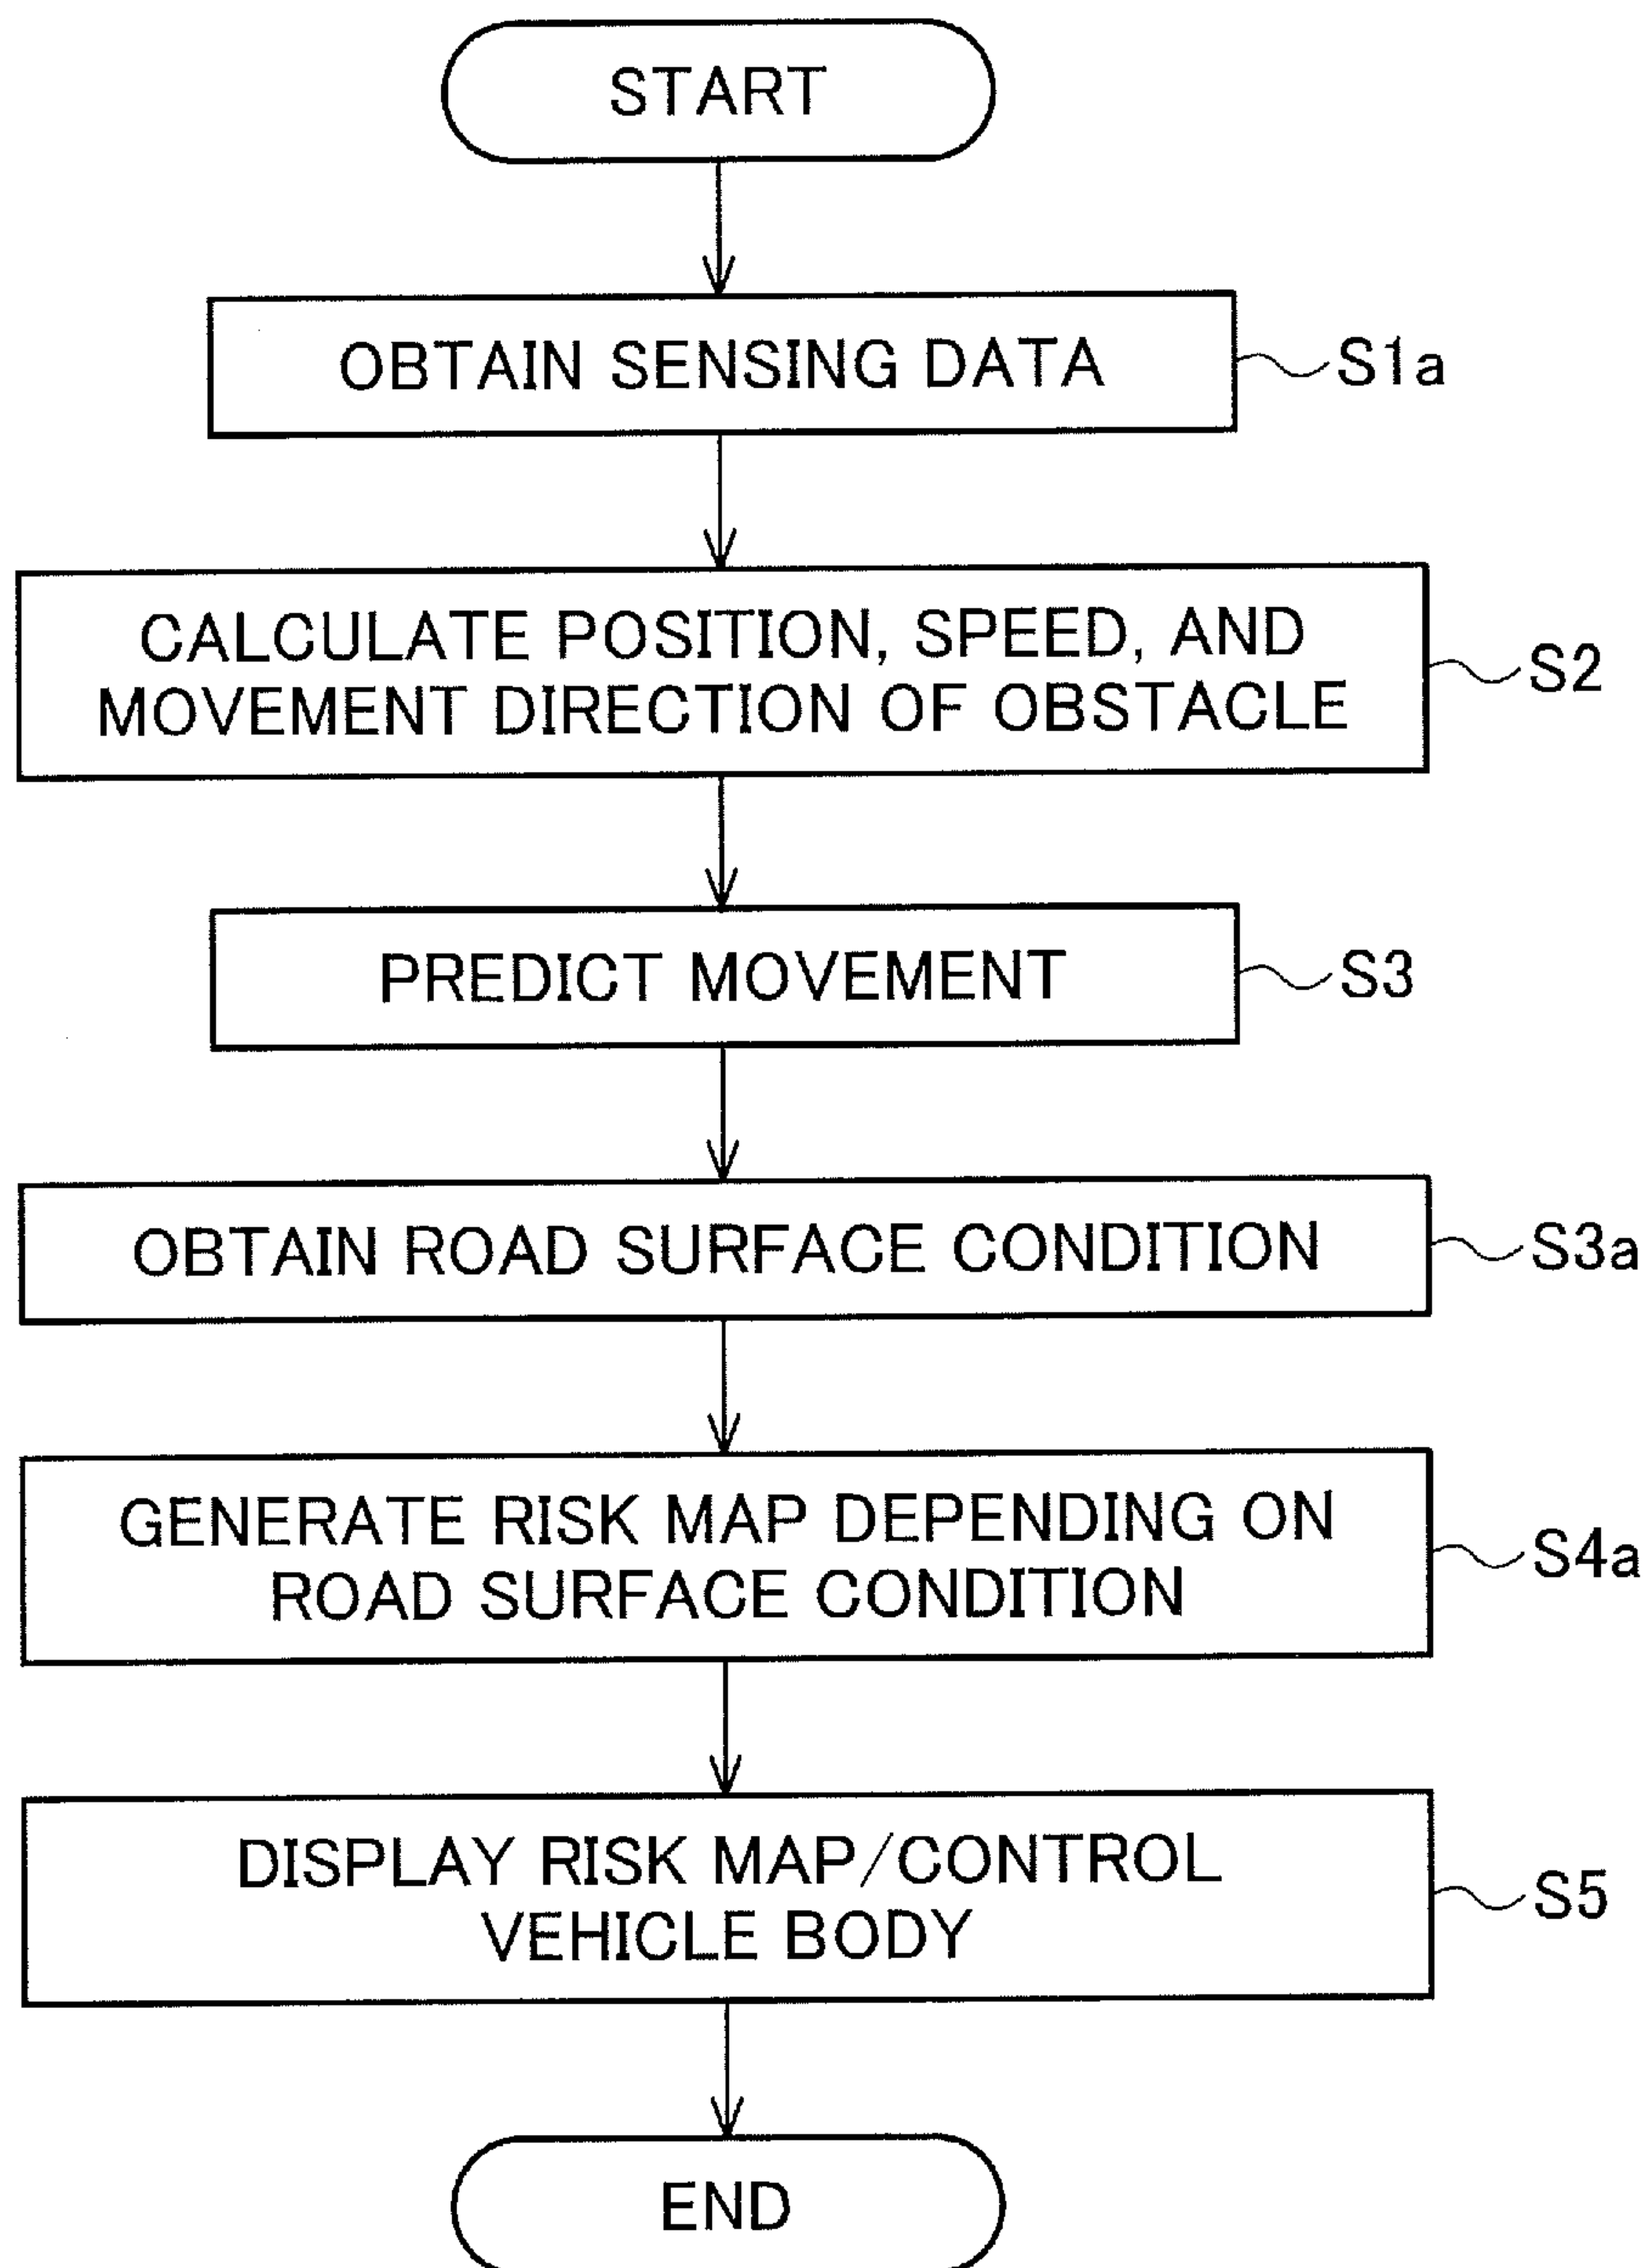 START
OBTAIN SENSING DATA
S1a
CALCULATE POSITION, SPEED, AND
MOVEMENT DIRECTION OF OBSTACLE
S2
PREDICT MOVEMENT
S3
OBTAIN ROAD SURFACE CONDITION
S3a
GENERATE RISK MAP DEPENDING ON
ROAD SURFACE CONDITION
S4a
DISPLAY RISK MAP/CONTROL
VEHICLE BODY
S5
END